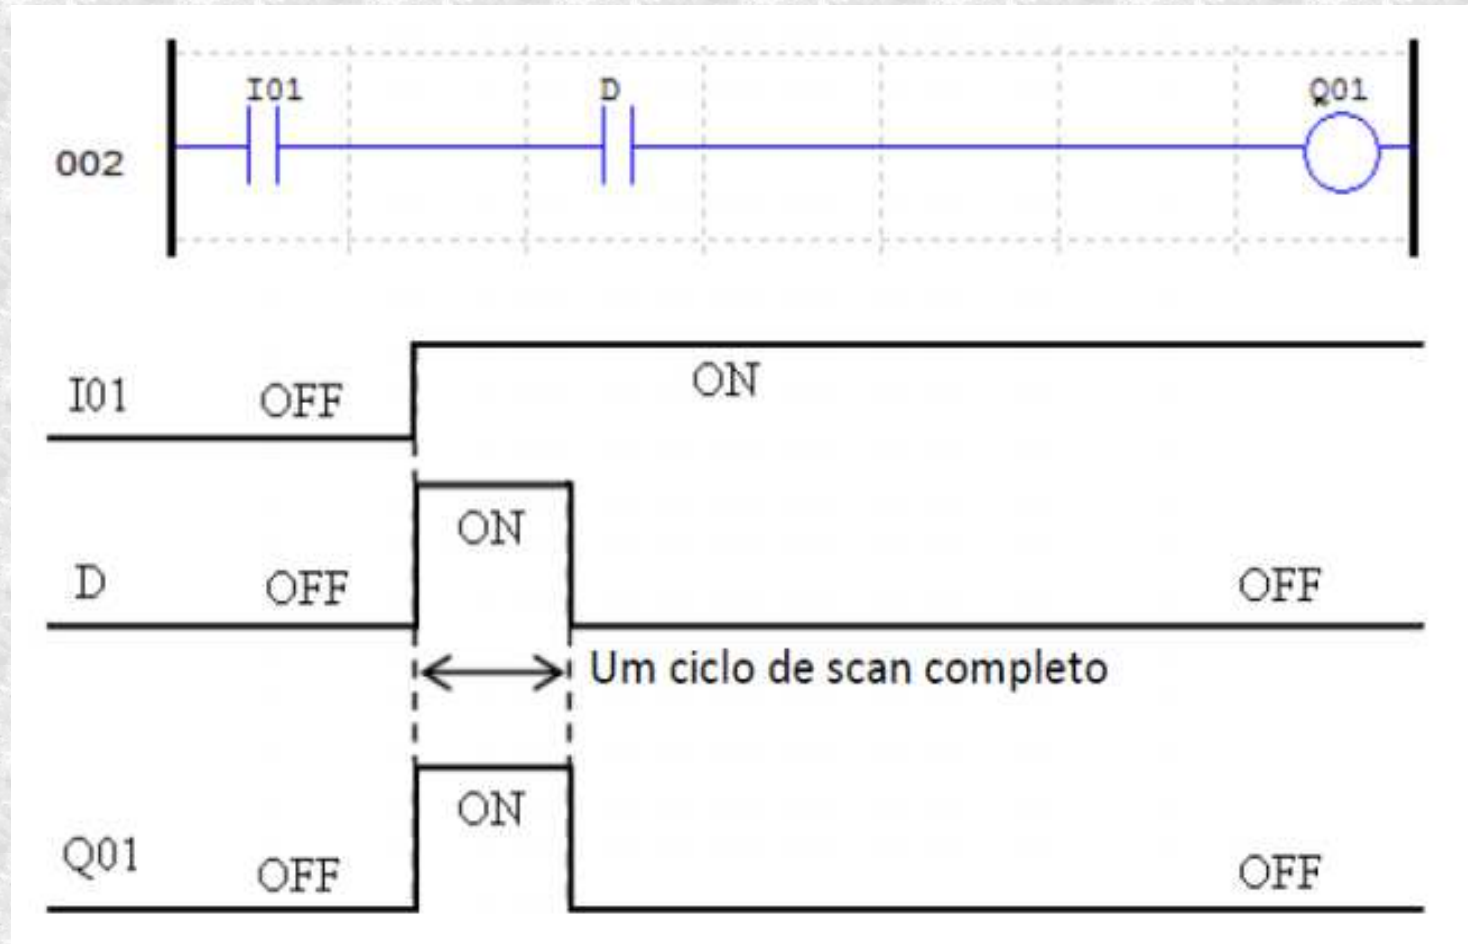 I01 D Q01
002
I01 OFF ON
ON
D OFF OFF
Um ciclo de scan completo
ON
Q01 OFF OFF